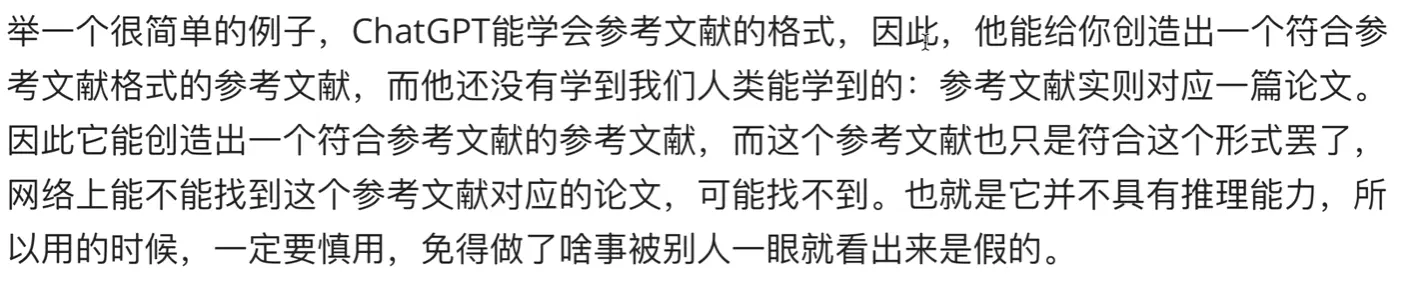 举一个很简单的例子，ChatGPT能学会参考文献的格式，因此，他能给你创造出一个符合参
考文献格式的参考文献，而他还没有学到我们人类能学到的：参考文献实则对应一篇论文。
因此它能创造出一个符合参考文献的参考文献，而这个参考文献也只是符合这个形式罢了，
网络上能不能找到这个参考文献对应的论文，可能找不到。也就是它并不具有推理能力，所
以用的时候，一定要慎用，免得做了啥事被别人一眼就看出来是假的。